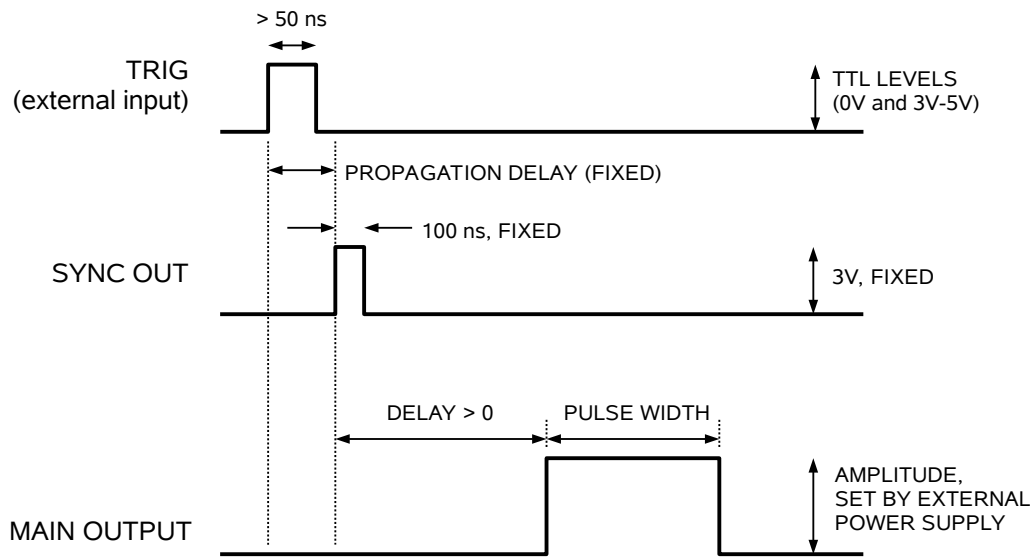 > 50 ns
TRIG
(external input)
TTL LEVELS
(0V and 3V-5V)
PROPAGATION DELAY (FIXED)
100 ns, FIXED
SYNC OUT
3V, FIXED
DELAY > 0
PULSE WIDTH
AMPLITUDE,
SET BY EXTERNAL
POWER SUPPLY
MAIN OUTPUT